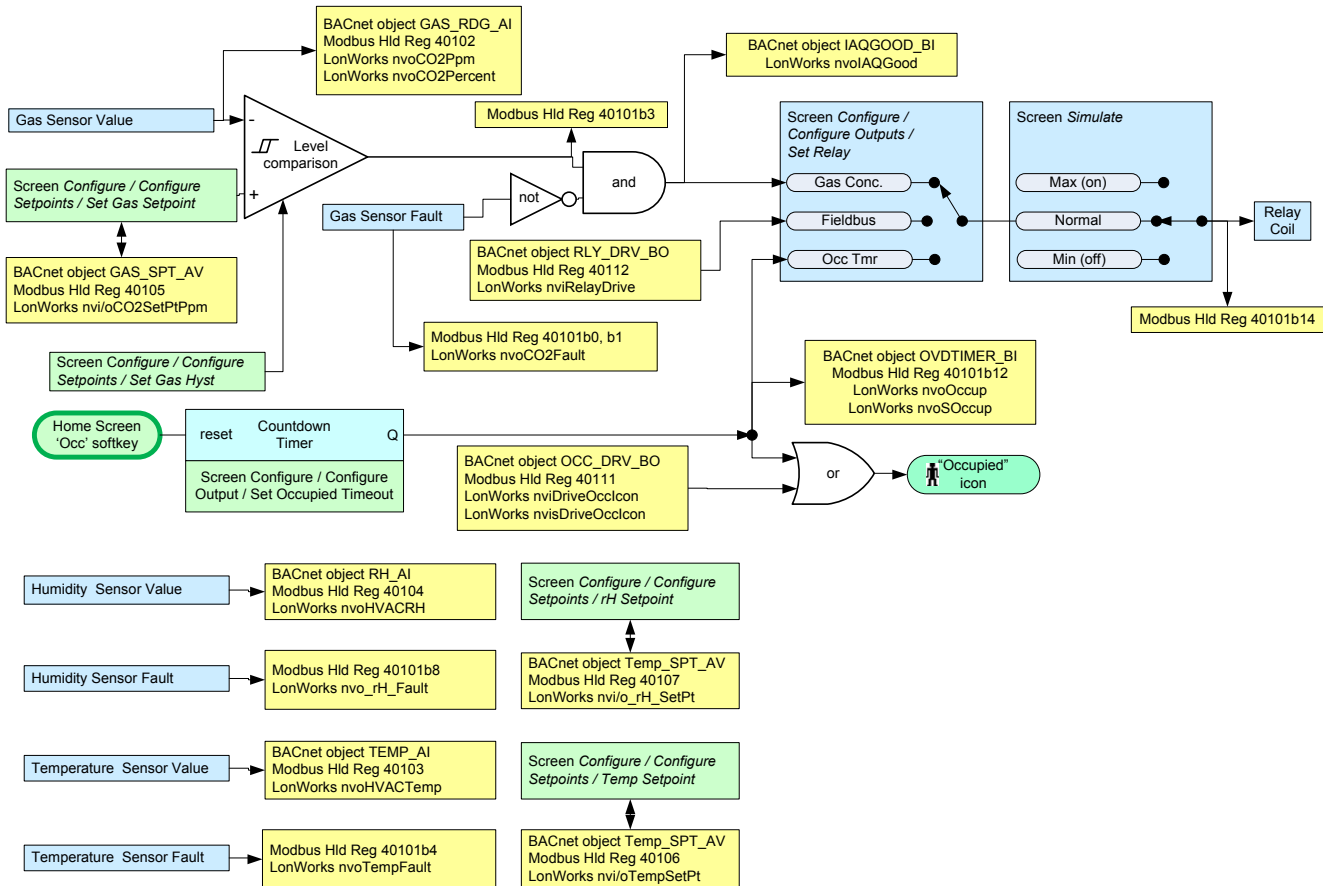 BACnet object GAS_RDG_AI
Modbus Hld Reg 40102
LonWorks nvoCO2Ppm
LonWorks nvoCO2Percent
BACnet object IAQGOOD_BI
LonWorks nvoIAQGood
Gas Sensor Value
-
Level
comparison
+
Modbus Hld Reg 40101b3
Screen Configure / Configure
Setpoints / Set Gas Setpoint
and
not
Gas Sensor Fault
Screen Configure /
Configure Outputs /
Set Relay
Gas Conc.
Fieldbus
Occ Tmr
Screen Simulate
Max (on)
Normal
Min (off)
Relay
Coil
BACnet object GAS_SPT_AV
Modbus Hld Reg 40105
LonWorks nvi/oCO2SetPtPpm
BACnet object RLY_DRV_BO
Modbus Hld Reg 40112
LonWorks nviRelayDrive
Modbus Hld Reg 40101b14
Modbus Hld Reg 40101b0, b1
LonWorks nvoCO2Fault
Screen Configure / Configure
Setpoints / Set Gas Hyst
BACnet object OVDTIMER_BI
Modbus Hld Reg 40101b12
LonWorks nvoOccup
LonWorks nvoSOccup
Home Screen
'Occ' softkey
reset
Countdown
Timer
Q
Screen Configure / Configure
Output / Set Occupied Timeout
BACnet object OCC_DRV_BO
Modbus Hld Reg 40111
LonWorks nviDriveOccIcon
LonWorks nvisDriveOccIcon
or
"Occupied"
icon
Humidity Sensor Value
BACnet object RH_AI
Modbus Hld Reg 40104
LonWorks nvoHVACRH
Screen Configure / Configure
Setpoints / rH Setpoint
Humidity Sensor Fault
Modbus Hld Reg 40101b8
LonWorks nvo_rH_Fault
BACnet object Temp_SPT_AV
Modbus Hld Reg 40107
LonWorks nvi/o_rH_SetPt
Temperature Sensor Value
BACnet object TEMP_AI
Modbus Hld Reg 40103
LonWorks nvoHVACTemp
Screen Configure / Configure
Setpoints / Temp Setpoint
Temperature Sensor Fault
Modbus Hld Reg 40101b4
LonWorks nvoTempFault
BACnet object Temp_SPT_AV
Modbus Hld Reg 40106
LonWorks nvi/oTempSetPt